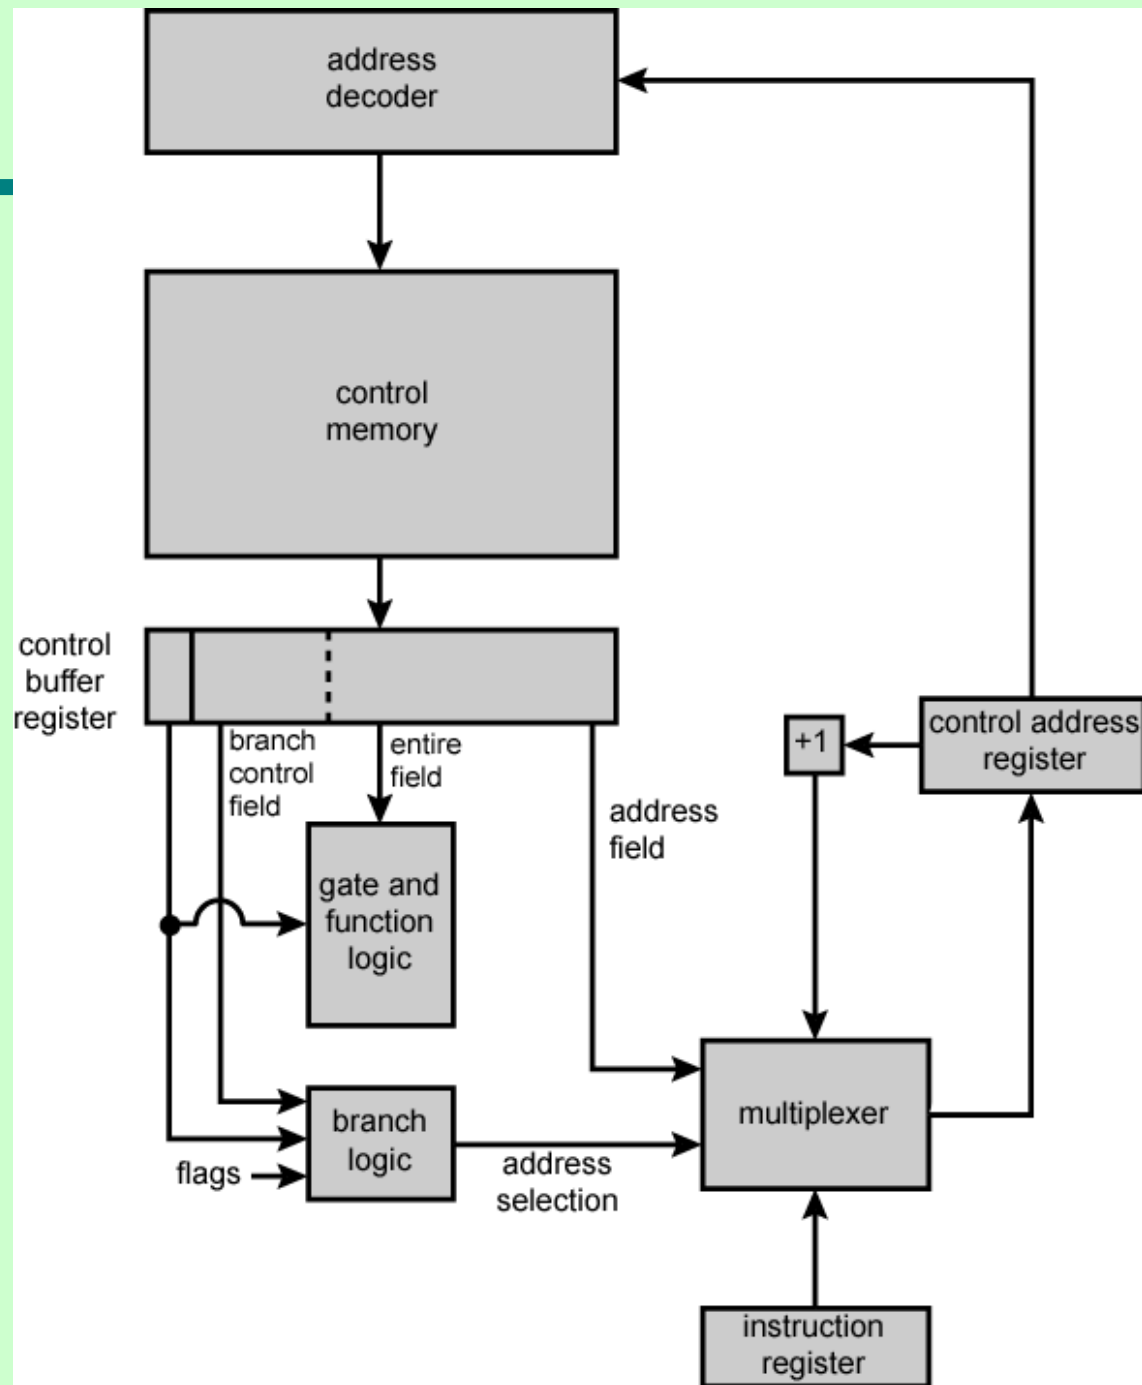 address
decoder
control
memory
control
buffer
register
branch
control
field
entire
field
address
field
+1
control address
register
gate and
function
logic
branch
logic
flags
address
selection
multiplexer
instruction
register